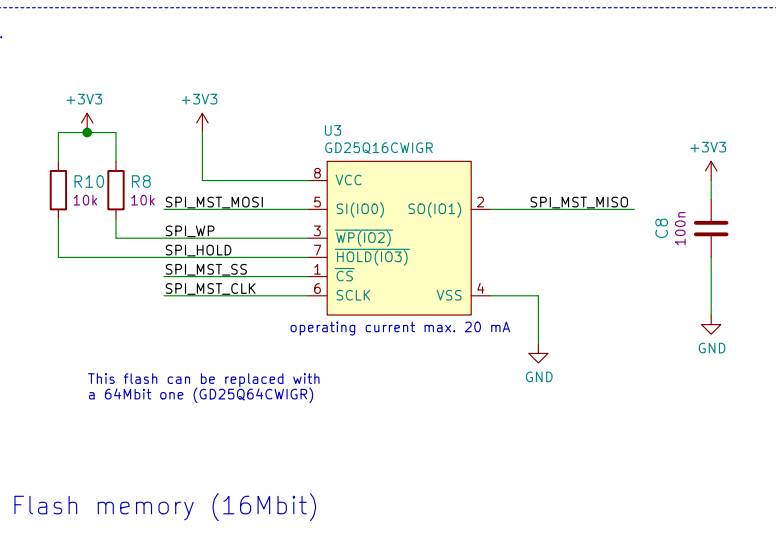 +3V3
+3V3
U3
GD25Q16CWIGR
+3V3
R10
10k
R8
10k
8
VCC
SPI_MST_MOSI
5
SI(IO0)
SO(IO1)
2
SPI_MST_MISO
C8
100n
SPI_WP
3
WP(IO2)
SPI_HOLD
7
HOLD(IO3)
SPI_MST_SS
1
CS
SPI_MST_CLK
6
SCLK
VSS
4
operating current max. 20 mA
GND
GND
This flash can be replaced with
a 64Mbit one (GD25Q64CWIGR)
Flash memory (16Mbit)